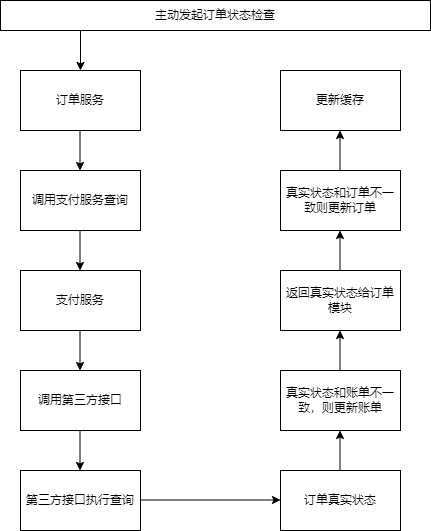 主动发起订单状态检查
订单服务
调用支付服务查询
支付服务
调用第三方接口
第三方接口执行查询
订单真实状态
真实状态和账单不一
致，则更新账单
返回真实状态给订单
模块
真实状态和订单不一
致则更新订单
更新缓存